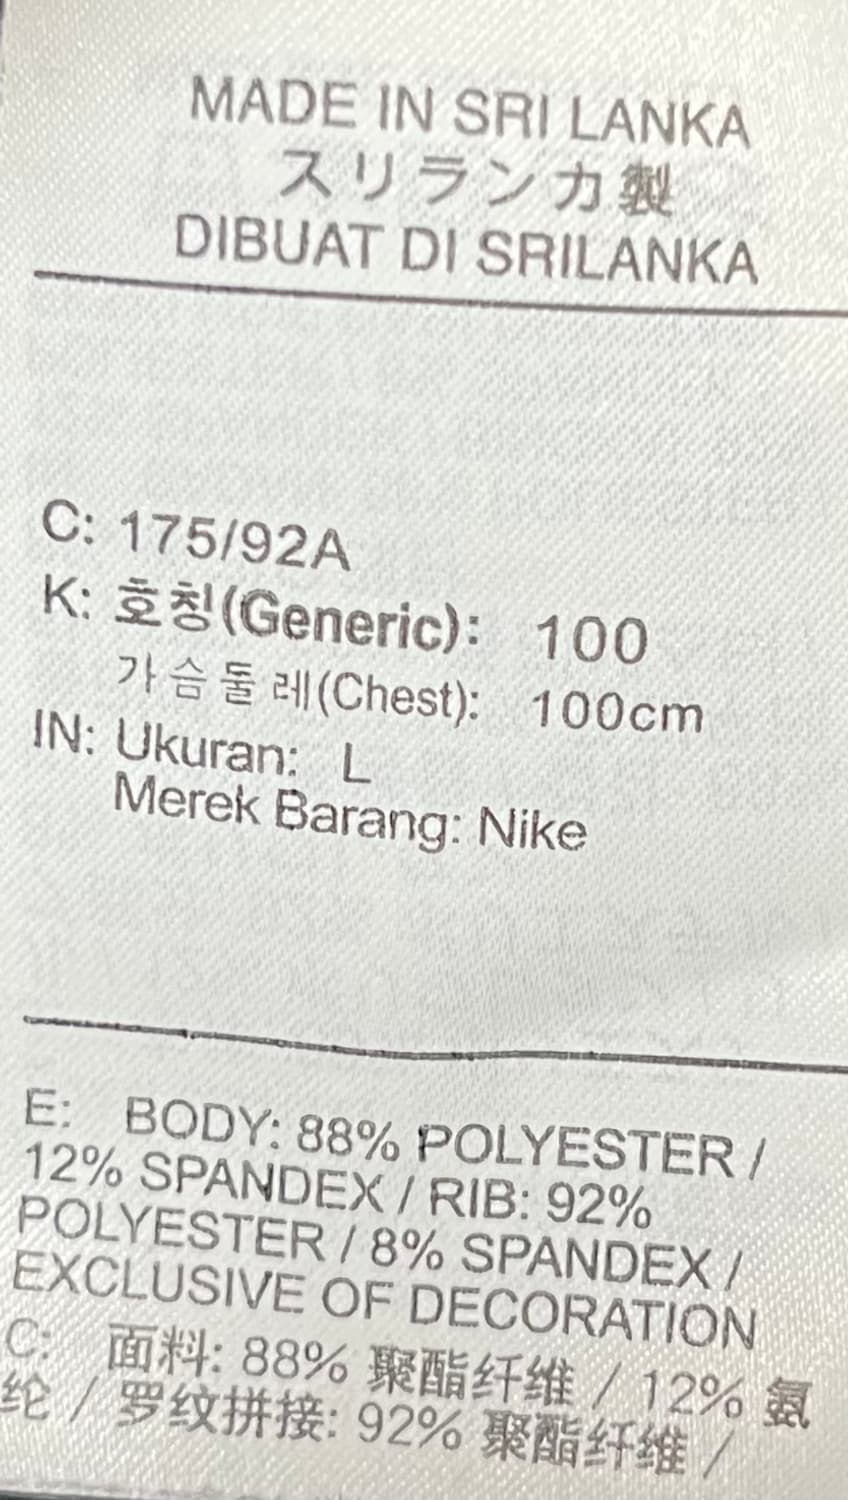 MADE IN SRI LANKA
スリランカ製
DIBUAT DI SRILANKA
C: 175/92A
K: 호칭(Generic): 100
가슴둘레(Chest): 100cm
IN: Ukuran: L
Merek Barang: Nike
E: BODY: 88% POLYESTER /
12% SPANDEX / RIB: 92%
POLYESTER / 8% SPANDEX /
EXCLUSIVE OF DECORATION
C: 面料: 88% 聚酯纤维 / 12% 氨
纶 / 罗纹拼接: 92% 聚酯纤维 /